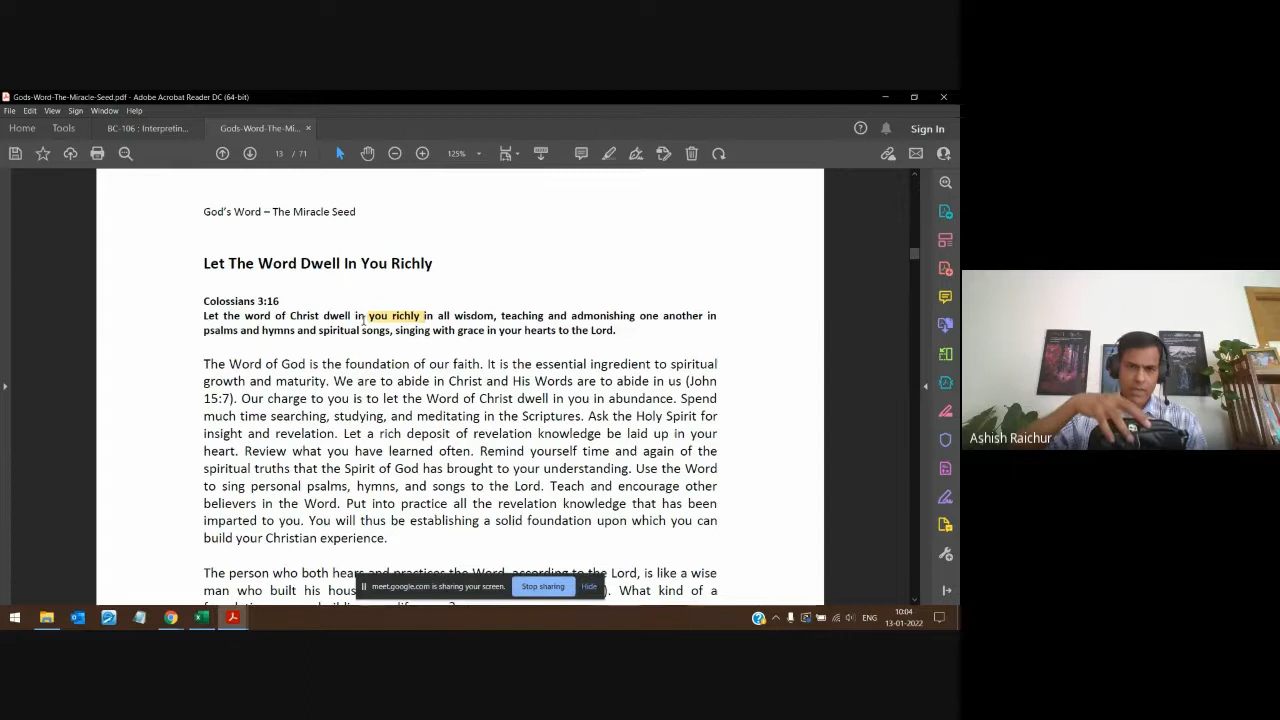 Gods-Word-The-Miracle-Seed.pdf - Adobe Acrobat Reader DC (64-bit)
File Edit View Sign Window Help
Home Tools BC-106 : Interpretin... Gods-Word-The-Mi... × Sign In
13 / 71 125%
God's Word – The Miracle Seed
Let The Word Dwell In You Richly
Colossians 3:16
Let the word of Christ dwell in you richly in all wisdom, teaching and admonishing one another in
psalms and hymns and spiritual songs, singing with grace in your hearts to the Lord.
The Word of God is the foundation of our faith. It is the essential ingredient to spiritual
growth and maturity. We are to abide in Christ and His Words are to abide in us (John
15:7). Our charge to you is to let the Word of Christ dwell in you in abundance. Spend
much time searching, studying, and meditating in the Scriptures. Ask the Holy Spirit for
insight and revelation. Let a rich deposit of revelation knowledge be laid up in your
heart. Review what you have learned often. Remind yourself time and again of the
spiritual truths that the Spirit of God has brought to your understanding. Use the Word
to sing personal psalms, hymns, and songs to the Lord. Teach and encourage other
believers in the Word. Put into practice all the revelation knowledge that has been
imparted to you. You will thus be establishing a solid foundation upon which you can
build your Christian experience.
The person who both hears and practices the Word, according to the Lord, is like a wise
man who built his hous ). What kind of a
meet.google.com is sharing your screen. Stop sharing Hide
Ashish Raichur
ENG 10:04
13-01-2022